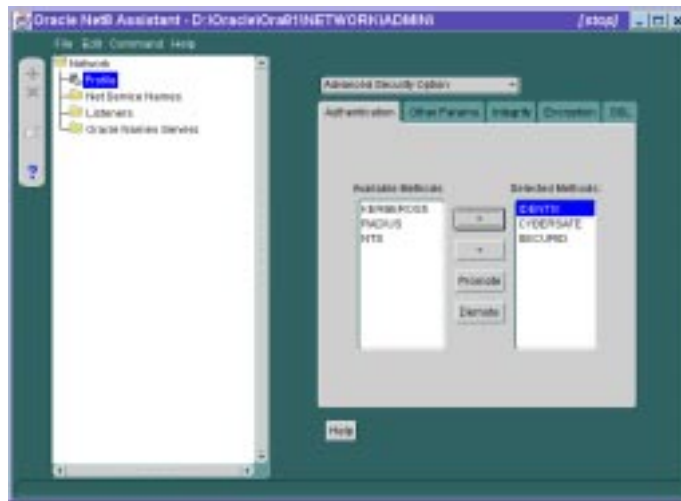 Oracle Net8 Assistant - D:\Oracle\Ora81\NETWORK\ADMIN\
File Edit Command Help
Network
Profile
Net Service Names
Listeners
Oracle Names Servers
Advanced Security Option
Authentication
Other Params
Integrity
Encryption
SSL
Available Methods:
Selected Methods:
KERBEROS5
RADIUS
NTS
IDENTIX
CYBERSAFE
SECURID
>
<
Promote
Demote
?
Help